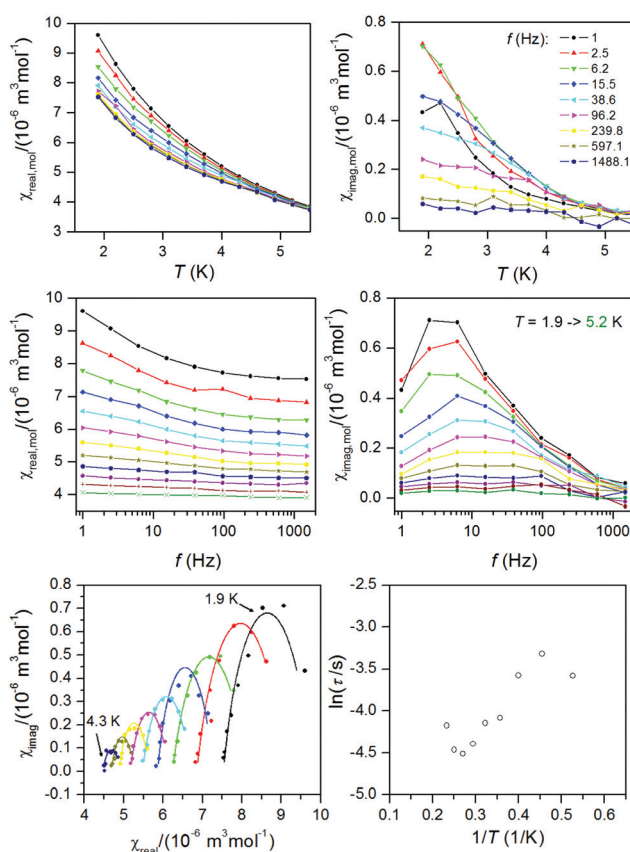 χreal,mol/(10⁻⁶ m³mol⁻¹)
10
9
8
7
6
5
4
3
2 3 4 5
T (K)
χimag,mol/(10⁻⁶ m³mol⁻¹)
0.8
0.6
0.4
0.2
0.0
2 3 4 5
T (K)
f (Hz):
1
2.5
6.2
15.5
38.6
96.2
239.8
597.1
1488.1
χreal,mol/(10⁻⁶ m³mol⁻¹)
10
9
8
7
6
5
4
1 10 100 1000
f (Hz)
χimag,mol/(10⁻⁶ m³mol⁻¹)
0.8
0.6
0.4
0.2
0.0
1 10 100 1000
f (Hz)
T = 1.9 -> 5.2 K
χimag/(10⁻⁶ m³mol⁻¹)
0.8
0.7
0.6
0.5
0.4
0.3
0.2
0.1
0.0
-0.1
4 5 6 7 8 9 10
χreal/(10⁻⁶ m³mol⁻¹)
1.9 K
4.3 K
ln(τ/s)
-2.5
-3.0
-3.5
-4.0
-4.5
-5.0
0.1 0.2 0.3 0.4 0.5 0.6
1/T (1/K)